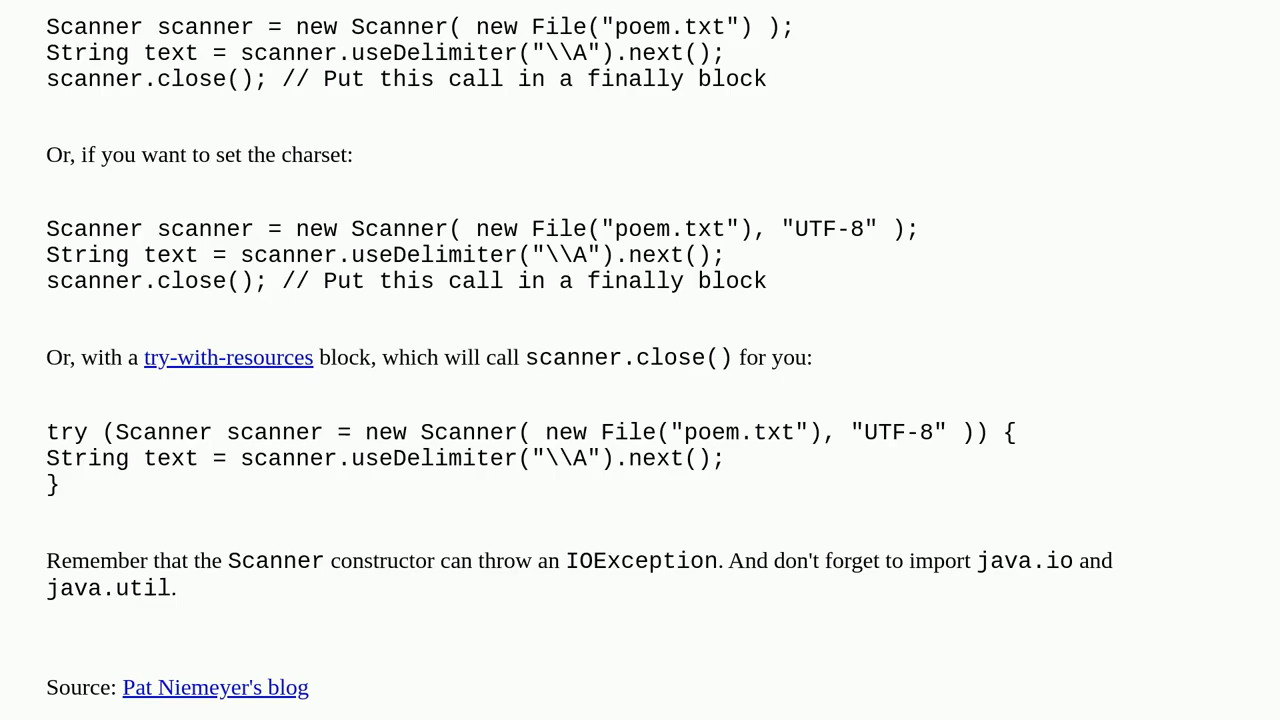 Scanner scanner = new Scanner( new File("poem.txt") );
String text = scanner.useDelimiter("\\A").next();
scanner.close(); // Put this call in a finally block
Or, if you want to set the charset:
Scanner scanner = new Scanner( new File("poem.txt"), "UTF-8" );
String text = scanner.useDelimiter("\\A").next();
scanner.close(); // Put this call in a finally block
Or, with a try-with-resources block, which will call scanner.close() for you:
try (Scanner scanner = new Scanner( new File("poem.txt"), "UTF-8" )) {
String text = scanner.useDelimiter("\\A").next();
}
Remember that the Scanner constructor can throw an IOException. And don't forget to import java.io and
java.util.
Source: Pat Niemeyer's blog